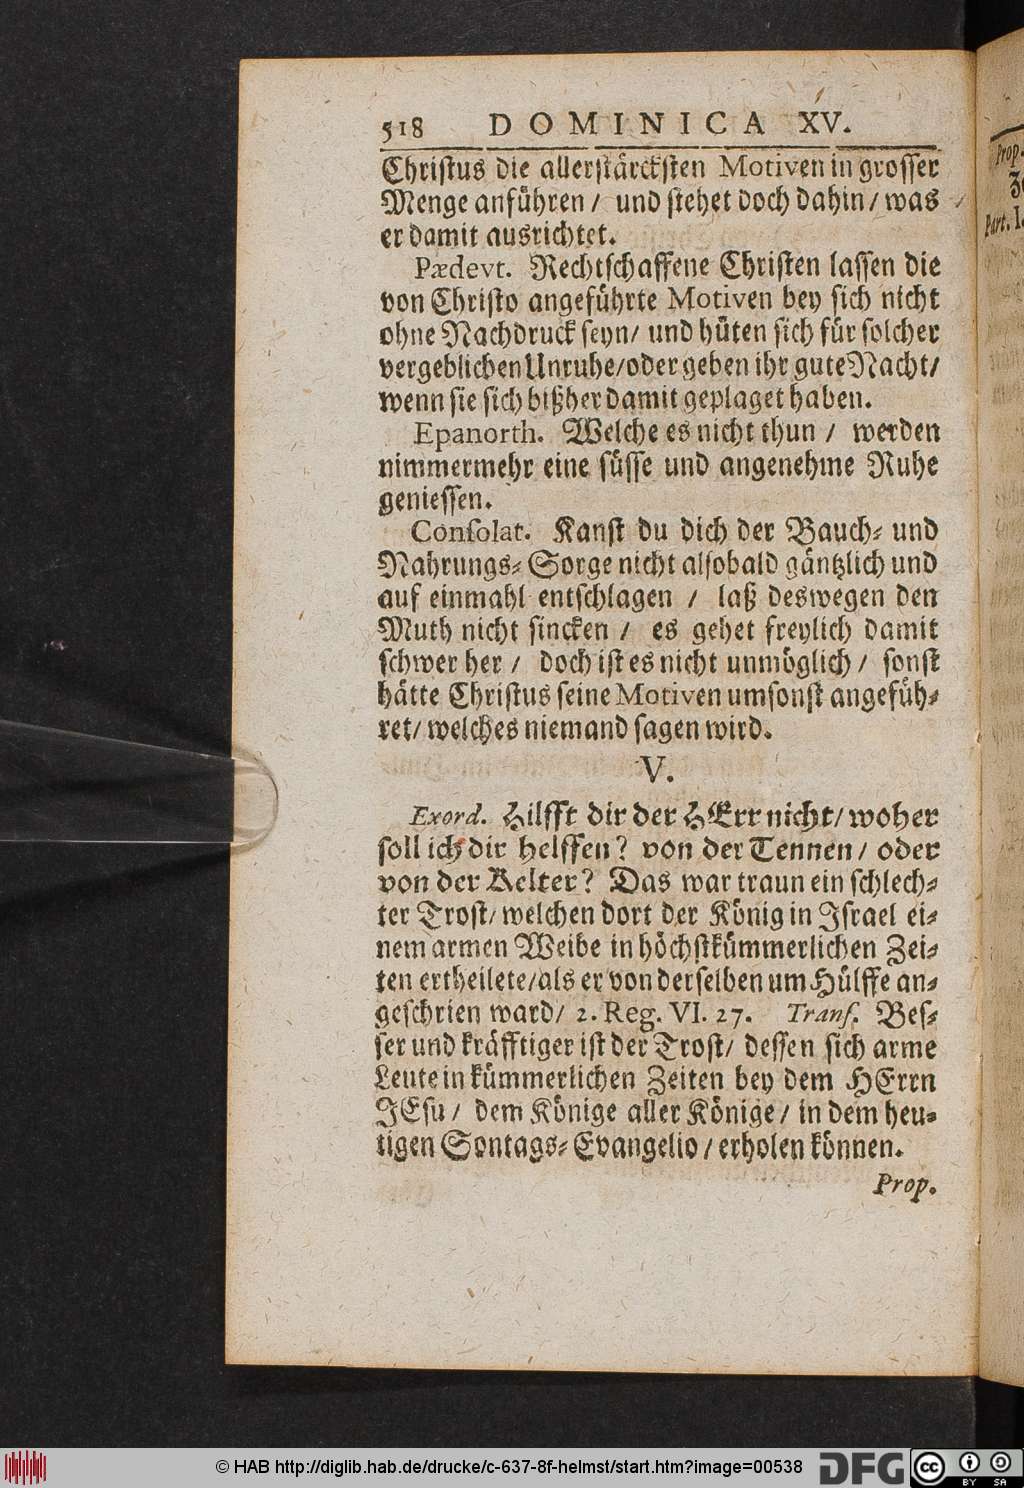 518 DOMINICA XV.
Christus die allerstärcksten Motiven in grosser
Menge anführen / und stehet doch dahin / was
er damit ausrichtet.
Pædevt. Rechtschaffene Christen lassen die
von Christo angeführte Motiven bey sich nicht
ohne Nachdruck seyn/ und hüten sich für solcher
vergeblichen Unruhe/oder geben ihr gute Nacht/
wenn sie sich bißher damit geplaget haben.
Epanorth. Welche es nicht thun / werden
nimmermehr eine süsse und angenehme Ruhe
geniessen.
Consolat. Kanst du dich der Bauch- und
Nahrungs-Sorge nicht alsobald gäntzlich und
auf einmahl entschlagen / laß deswegen den
Muth nicht sincken / es gehet freylich damit
schwer her / doch ist es nicht unmöglich / sonst
hätte Christus seine Motiven umsonst angefüh-
ret/ welches niemand sagen wird.
V.
Exord. Hilfft dir der HErr nicht/ woher
soll ich dir helffen? von der Tennen / oder
von der Kelter? Das war traun ein schlech-
ter Trost/ welchen dort der König in Israel ei-
nem armen Weibe in höchstkümmerlichen Zei-
ten ertheilete/als er von derselben um Hülffe an-
geschrien ward/ 2. Reg. VI. 27. Trans. Bes-
ser und kräfftiger ist der Trost/ dessen sich arme
Leute in kümmerlichen Zeiten bey dem HErrn
JEsu / dem Könige aller Könige / in dem heu-
tigen Sontags-Evangelio / erholen können.
Prop.
Prop.
Part. I.
© HAB http://diglib.hab.de/drucke/c-637-8f-helmst/start.htm?image=00538
DFG
cc BY SA